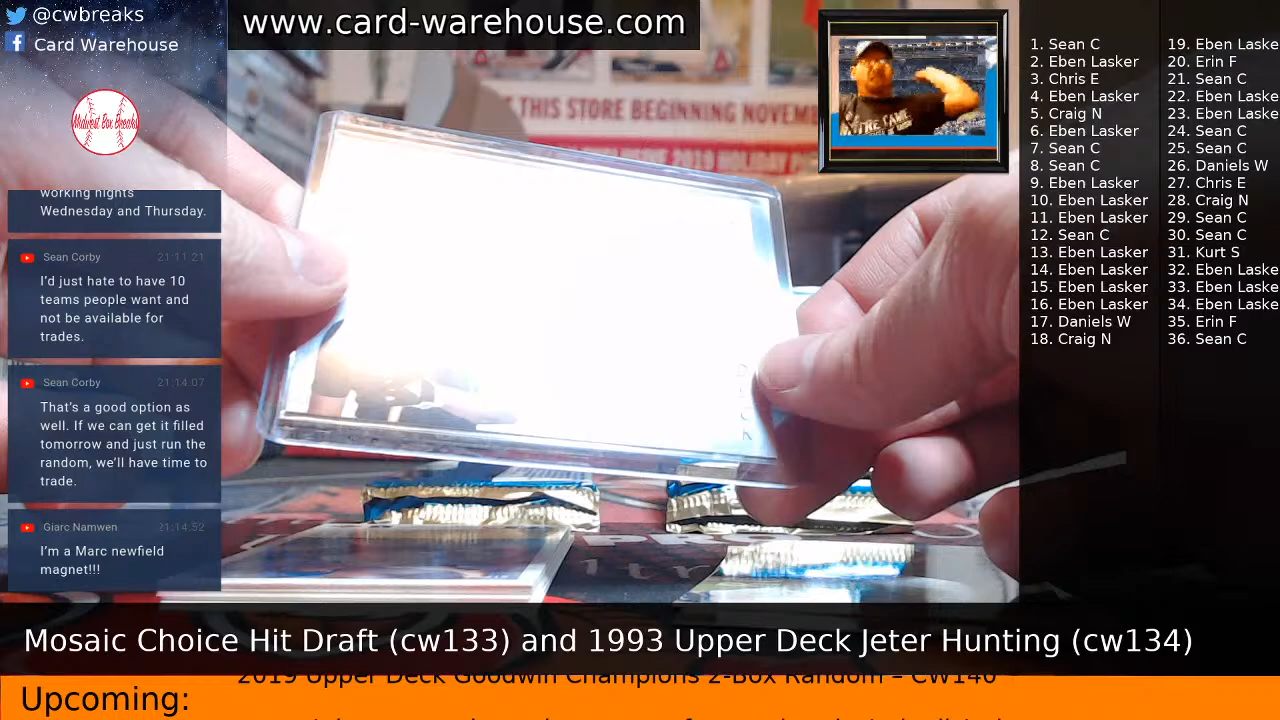 @cwbreaks
Card Warehouse
www.card-warehouse.com
Midwest Box Breaks
working nights
Wednesday and Thursday.
Sean Corby 21:11:21
I'd just hate to have 10
teams people want and
not be available for
trades.
Sean Corby 21:14:07
That's a good option as
well. If we can get it filled
tomorrow and just run the
random, we'll have time to
trade.
Giarc Namwen 21:14:52
I'm a Marc newfield
magnet!!!
THIS STORE BEGINNING NOVEMB
2019 HOLIDAY
1. Sean C
2. Eben Lasker
3. Chris E
4. Eben Lasker
5. Craig N
6. Eben Lasker
7. Sean C
8. Sean C
9. Eben Lasker
10. Eben Lasker
11. Eben Lasker
12. Sean C
13. Eben Lasker
14. Eben Lasker
15. Eben Lasker
16. Eben Lasker
17. Daniels W
18. Craig N
19. Eben Laske
20. Erin F
21. Sean C
22. Eben Laske
23. Eben Laske
24. Sean C
25. Sean C
26. Daniels W
27. Chris E
28. Craig N
29. Sean C
30. Sean C
31. Kurt S
32. Eben Laske
33. Eben Laske
34. Eben Laske
35. Erin F
36. Sean C
Mosaic Choice Hit Draft (cw133) and 1993 Upper Deck Jeter Hunting (cw134)
Upcoming:
2019 Upper Deck Goodwin Champions 2-Box Random – CW140